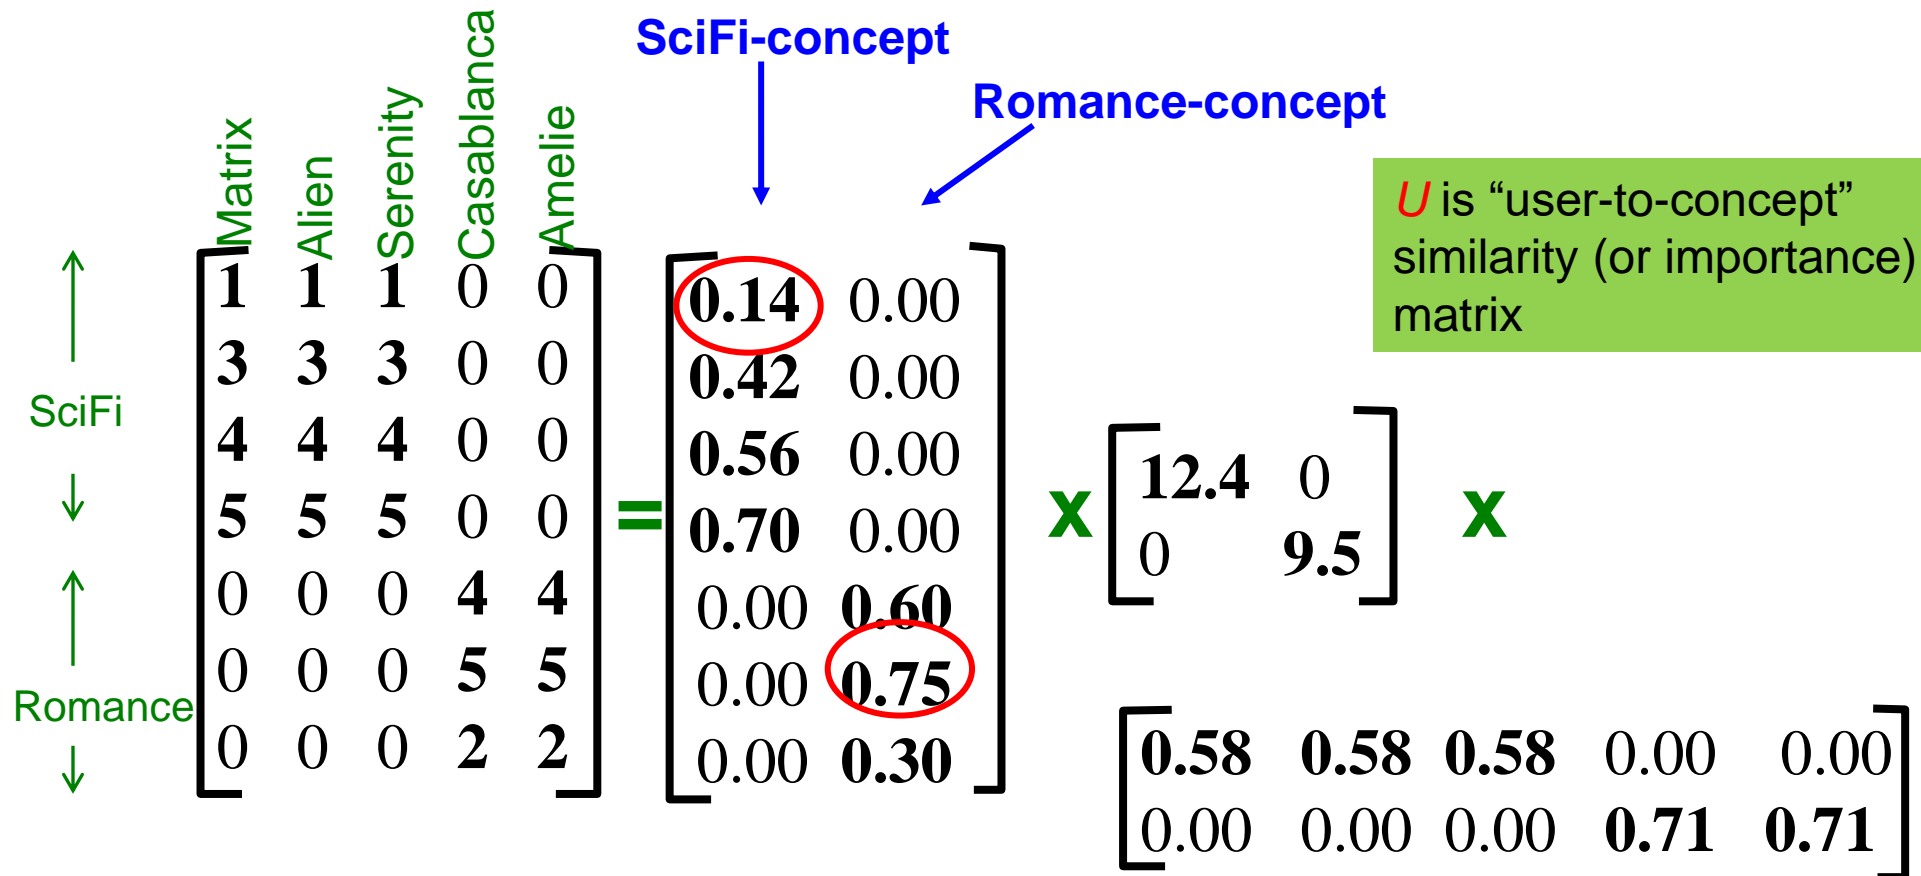 SciFi-concept
Romance-concept
Matrix
Alien
Serenity
Casablanca
Amelie
U is “user-to-concept”
similarity (or importance)
matrix
SciFi
Romance
1 1 1 0 0
3 3 3 0 0
4 4 4 0 0
5 5 5 0 0
0 0 0 4 4
0 0 0 5 5
0 0 0 2 2
=
0.14 0.00
0.42 0.00
0.56 0.00
0.70 0.00
0.00 0.60
0.00 0.75
0.00 0.30
x
12.4 0
0 9.5
x
0.58 0.58 0.58 0.00 0.00
0.00 0.00 0.00 0.71 0.71